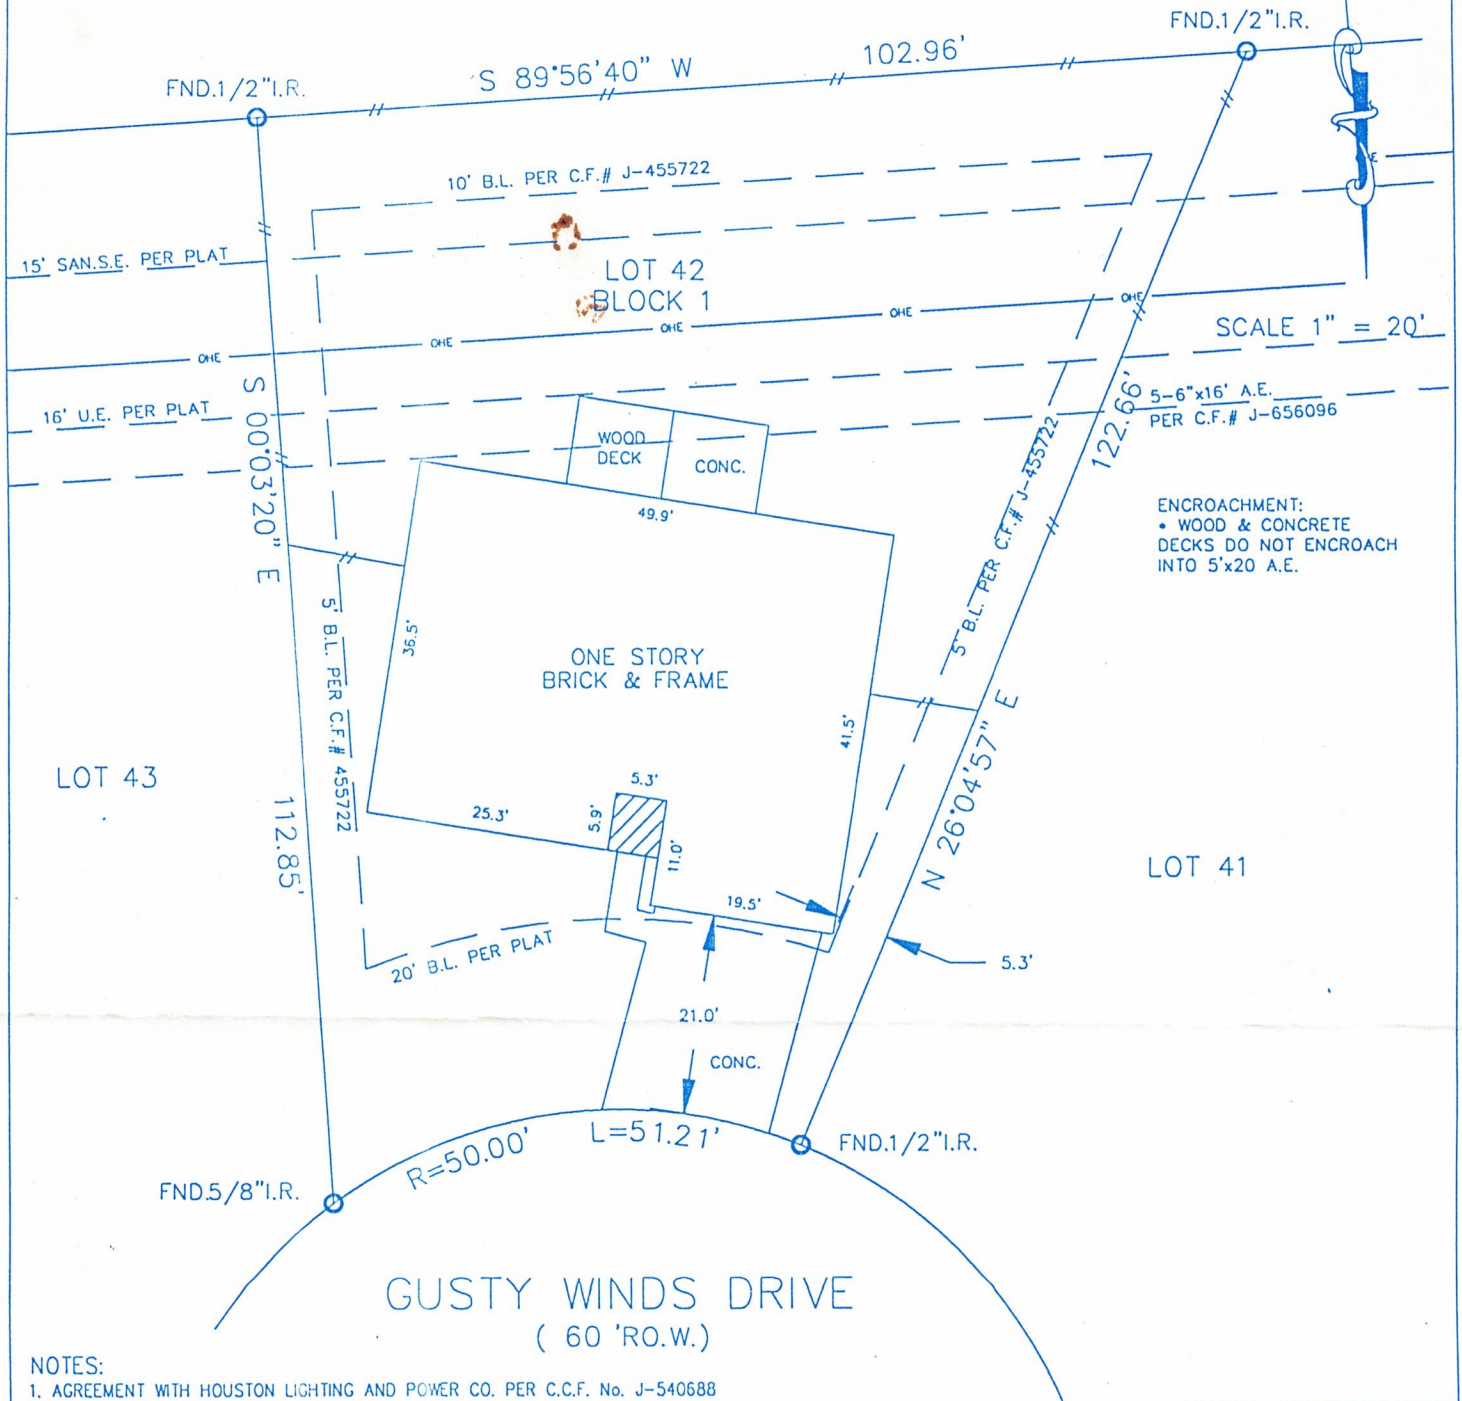 FND.1/2"I.R.
FND.1/2"I.R.
S 89°56'40" W
102.96'
10' B.L. PER C.F.# J-455722
15' SAN.S.E. PER PLAT
LOT 42
BLOCK 1
OHE
OHE
OHE
OHE
OHE
E
SCALE 1" = 20'
16' U.E. PER PLAT
5-6"x16' A.E.
PER C.F.# J-656096
S 00°03'20" E
112.85'
122.66'
N 26°04'57" E
WOOD
DECK
CONC.
49.9'
ENCROACHMENT:
• WOOD & CONCRETE
DECKS DO NOT ENCROACH
INTO 5'x20 A.E.
5' B.L. PER C.F.# J-455722
5' B.L. PER C.F.# 455722
36.5'
ONE STORY
BRICK & FRAME
41.5'
LOT 43
5.3'
25.3'
5.9'
11.0'
LOT 41
19.5'
20' B.L. PER PLAT
5.3'
21.0'
CONC.
R=50.00'
L=51.21'
FND.1/2"I.R.
FND.5/8"I.R.
GUSTY WINDS DRIVE
( 60 'RO.W.)
NOTES:
1. AGREEMENT WITH HOUSTON LIGHTING AND POWER CO. PER C.C.F. No. J-540688